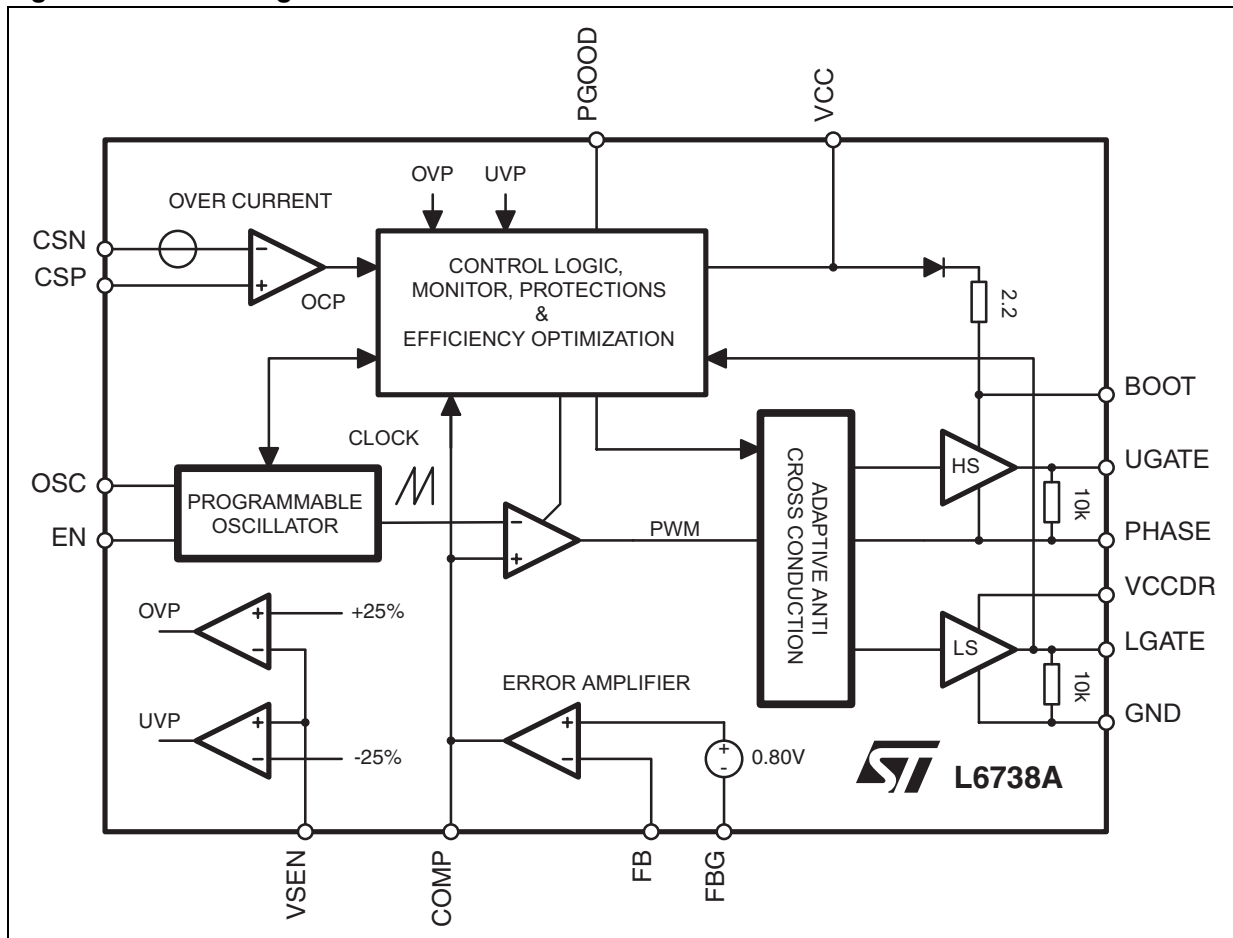 PGOOD
VCC
OVP
UVP
OVER CURRENT
CSN
CSP
−
+
OCP
CONTROL LOGIC,
MONITOR, PROTECTIONS
&
EFFICIENCY OPTIMIZATION
2.2
BOOT
CLOCK
OSC
EN
PROGRAMMABLE
OSCILLATOR
−
+
PWM
ADAPTIVE ANTI
CROSS CONDUCTION
HS
UGATE
10k
PHASE
VCCDR
LS
LGATE
10k
GND
OVP
+
−
+25%
UVP
+
−
-25%
ERROR AMPLIFIER
+
−
+
-
0.80V
ST
L6738A
VSEN
COMP
FB
FBG